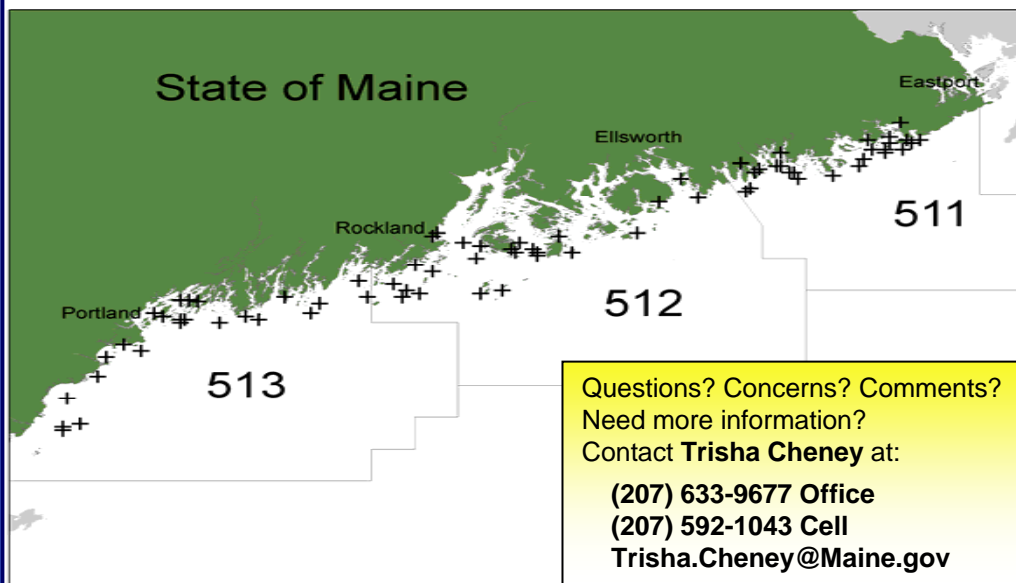 State of Maine
Eastport
Ellsworth
511
Rockland
512
Portland
513
Questions? Concerns? Comments?
Need more information?
Contact Trisha Cheney at:
(207) 633-9677 Office
(207) 592-1043 Cell
Trisha.Cheney@Maine.gov